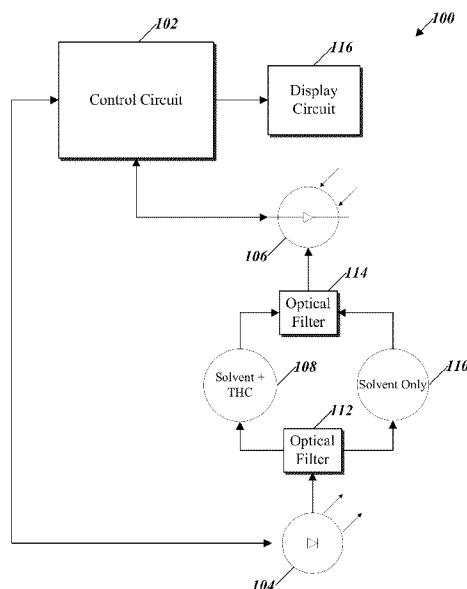 100
102
116
Control Circuit
Display
Circuit
106
114
Optical
Filter
108
110
Solvent +
THC
Solvent Only
112
Optical
Filter
104